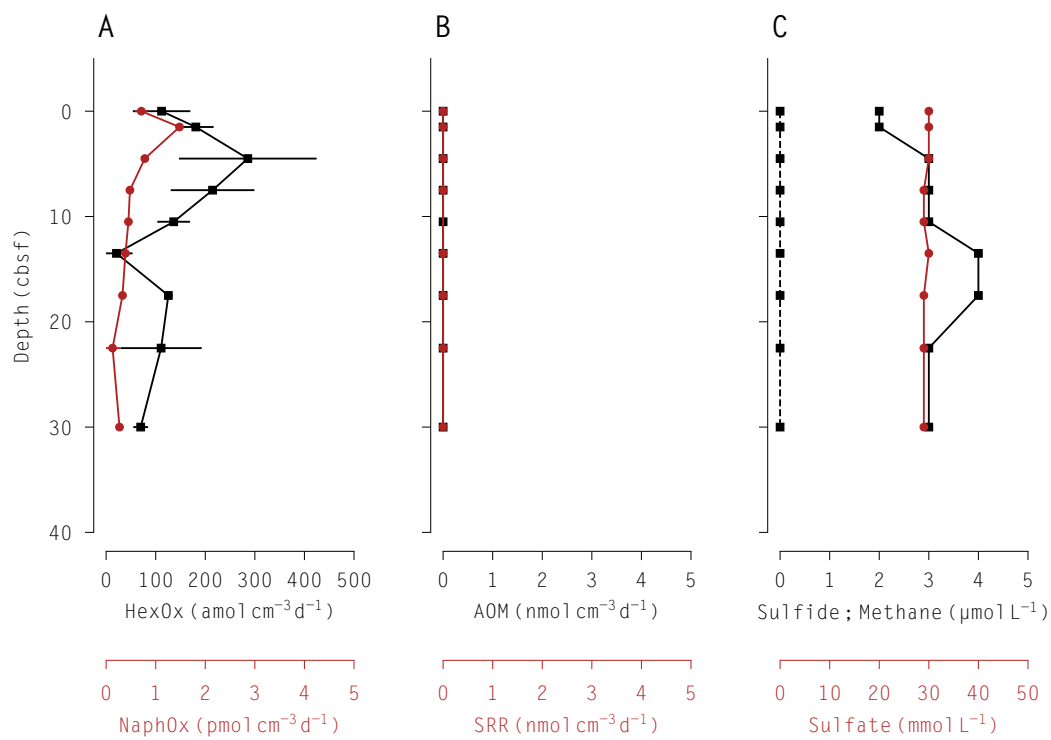 A B C
0
10
20
30
40
Depth (cbsf)
0 100 200 300 400 500
HexOx (amol cm⁻³ d⁻¹)
0 1 2 3 4 5
NaphOx (pmol cm⁻³ d⁻¹)
0 1 2 3 4 5
AOM (nmol cm⁻³ d⁻¹)
0 1 2 3 4 5
SRR (nmol cm⁻³ d⁻¹)
0 1 2 3 4 5
Sulfide ; Methane (µmol L⁻¹)
0 10 20 30 40 50
Sulfate (mmol L⁻¹)